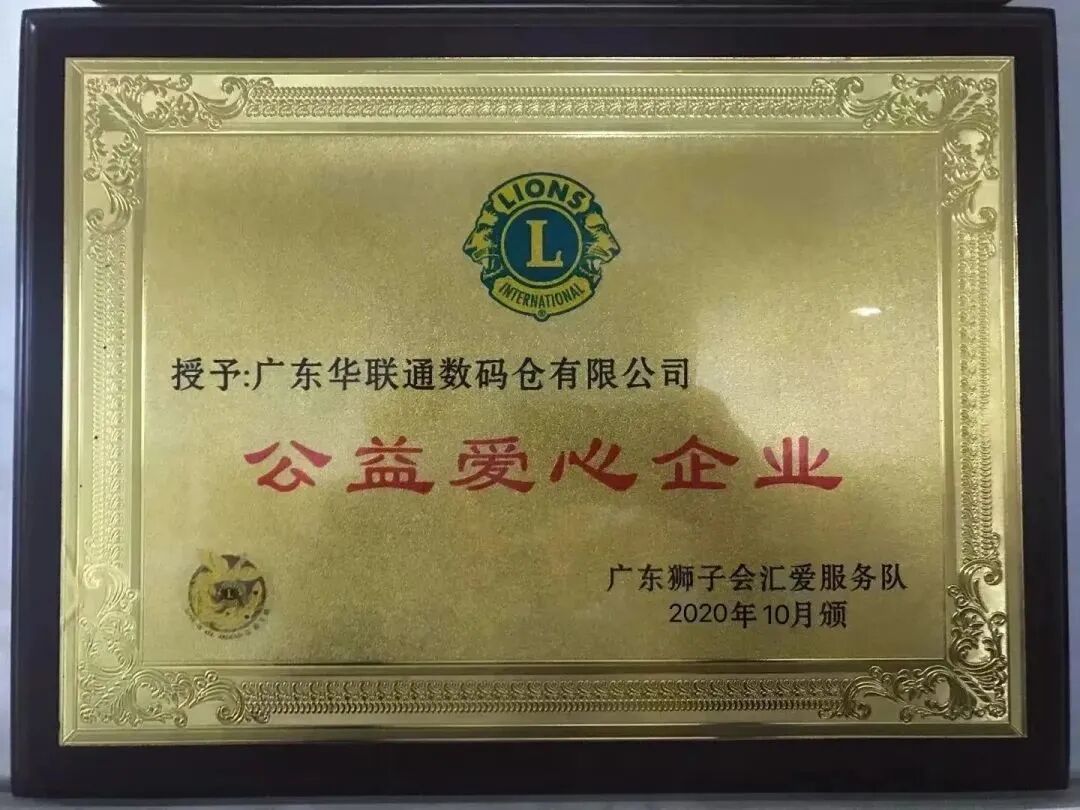 LIONS
L
INTERNATIONAL
®
授予:广东华联通数码仓有限公司
公益爱心企业
L
广东狮子会汇爱服务队
2020年10月颁